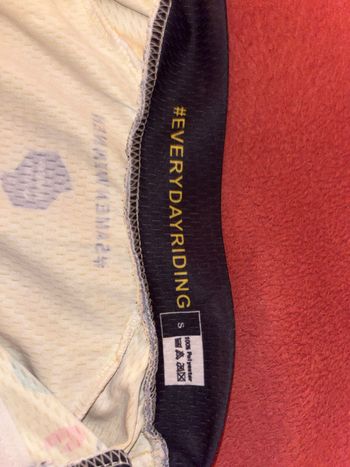 #EVERYDAYRIDING
S
100% Polyester